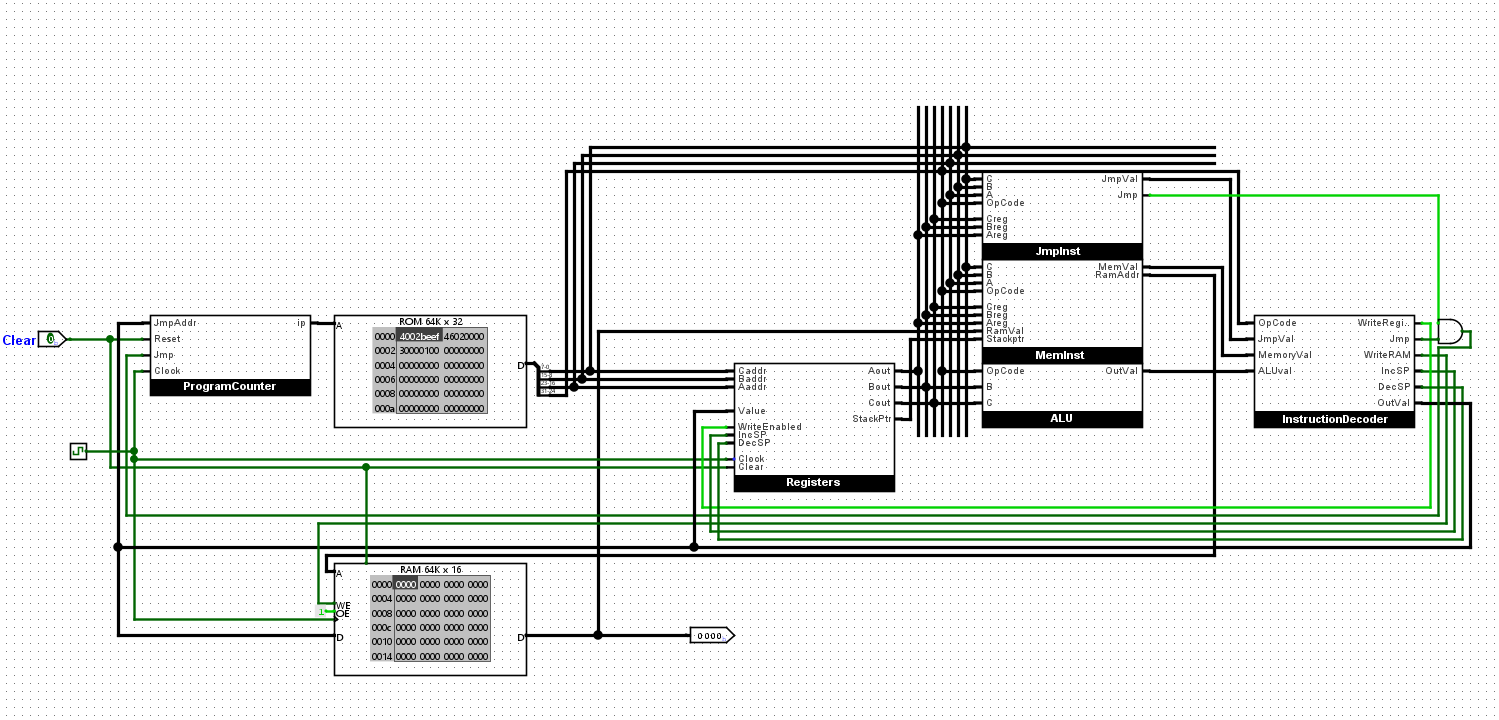 Clear
0
JmpAddr
Reset
Jmp
Clock
ip
ProgramCounter
ROM 64K x 32
A
0000 4002beef 46020000
0002 30000100 00000000
0004 00000000 00000000
0006 00000000 00000000
0008 00000000 00000000
000a 00000000 00000000
D
Caddr
Baddr
Aaddr
Value
WriteEnabled
IncSP
DecSP
Clock
Clear
Aout
Bout
Cout
StackPtr
Registers
C
B
A
OpCode
Creg
Breg
Areg
JmpVal
Jmp
JmpInst
C
B
A
OpCode
Creg
Breg
Areg
RamVal
Stackptr
MemVal
RamAddr
MemInst
OpCode
B
C
OutVal
ALU
OpCode
JmpVal
MemoryVal
ALUval
WriteRegi..
Jmp
WriteRAM
IncSP
DecSP
OutVal
InstructionDecoder
RAM 64K x 16
A
WE
OE
D
1
0000 0000 0000 0000 0000
0004 0000 0000 0000 0000
0008 0000 0000 0000 0000
000c 0000 0000 0000 0000
0010 0000 0000 0000 0000
0014 0000 0000 0000 0000
D
0000